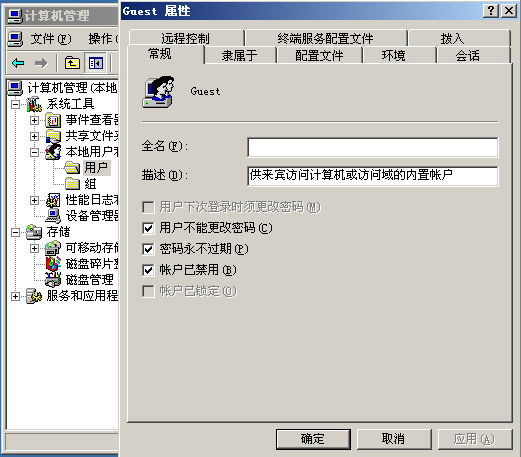 计算机管理
文件(F) 操作(
计算机管理(本地
系统工具
事件查看器
共享文件夹
本地用户和
用户
组
性能日志和
设备管理器
存储
可移动存储
磁盘碎片整
磁盘管理
服务和应用程
Guest 属性
远程控制 终端服务配置文件 拨入
常规 隶属于 配置文件 环境 会话
Guest
全名(F):
描述(D): 供来宾访问计算机或访问域的内置帐户
用户下次登录时须更改密码(M)
用户不能更改密码(C)
密码永不过期(P)
帐户已禁用(B)
帐户已锁定(O)
确定 取消 应用(A)